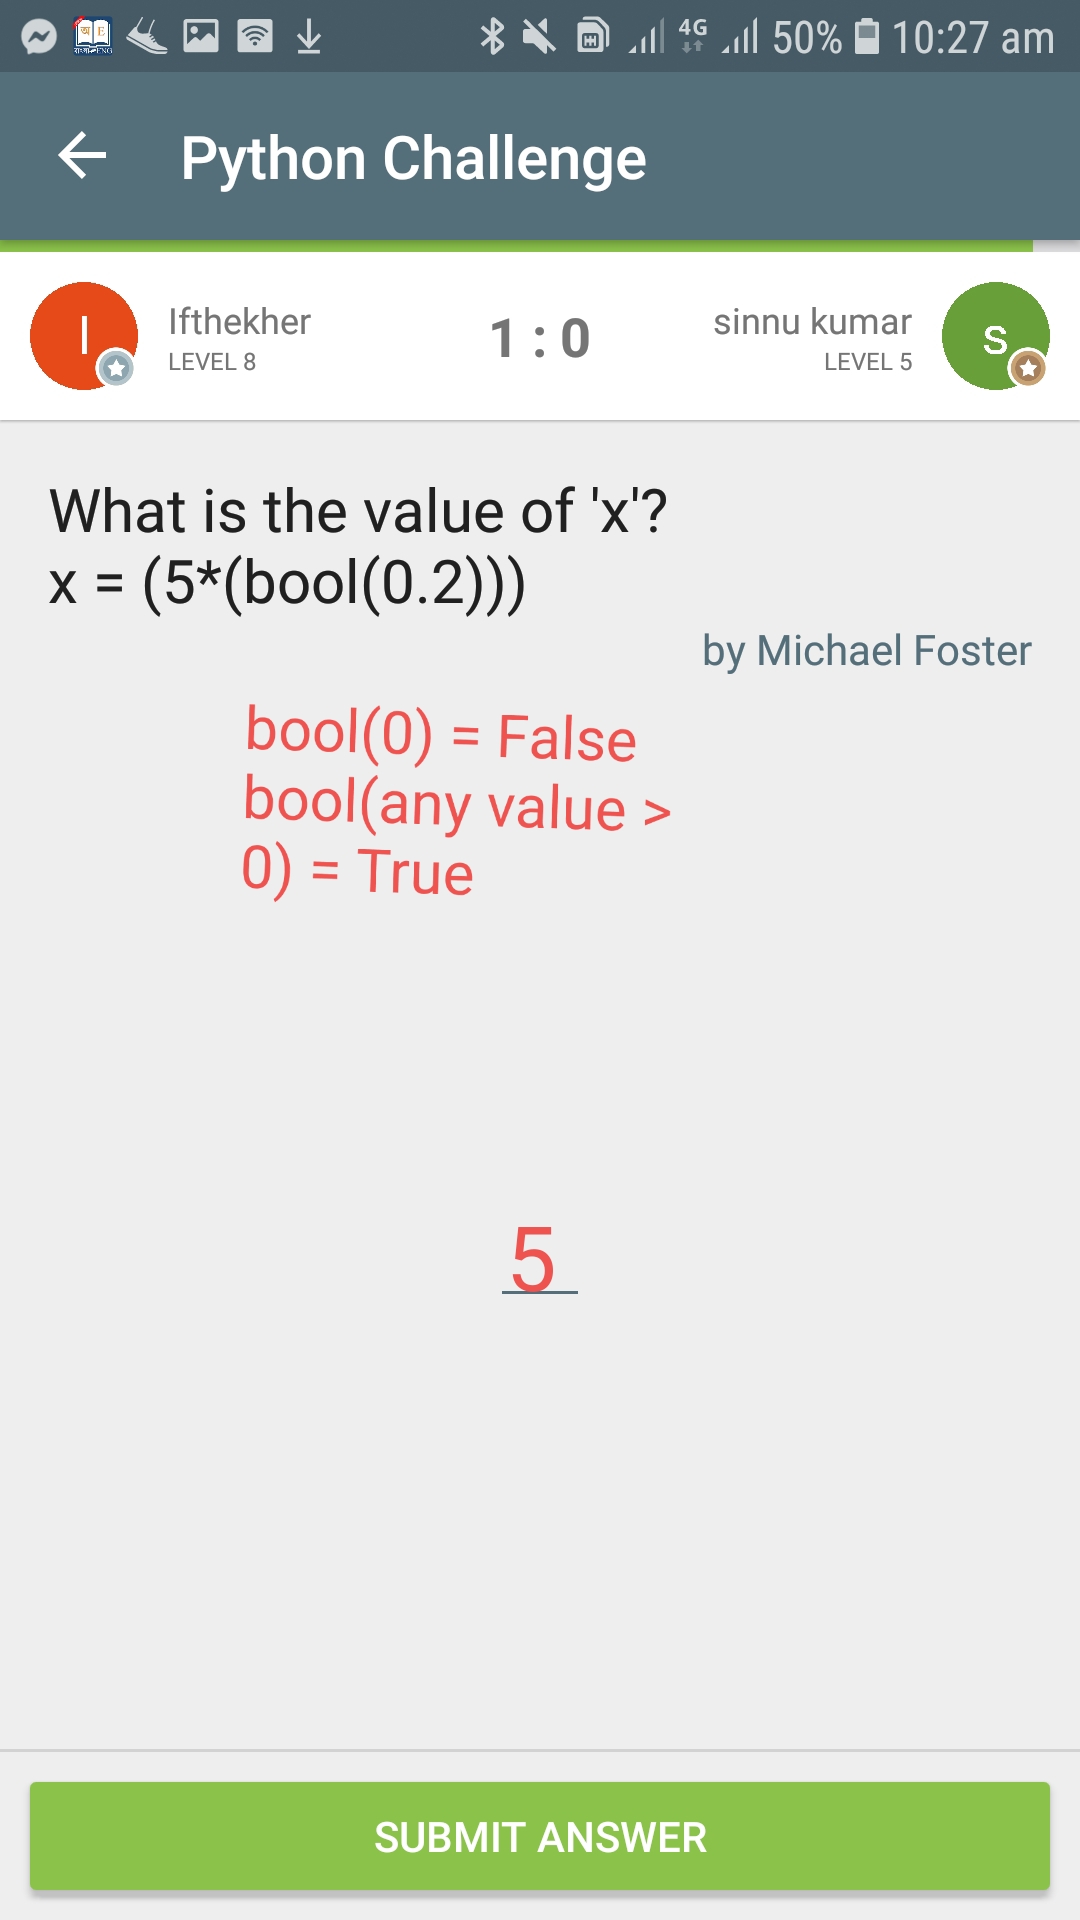 4G 50% 10:27 am
Python Challenge
I Ifthekher 1 : 0 sinnu kumar s
LEVEL 8 LEVEL 5
What is the value of 'x'?
x = (5*(bool(0.2)))
by Michael Foster
bool(0) = False
bool(any value >
0) = True
5
SUBMIT ANSWER